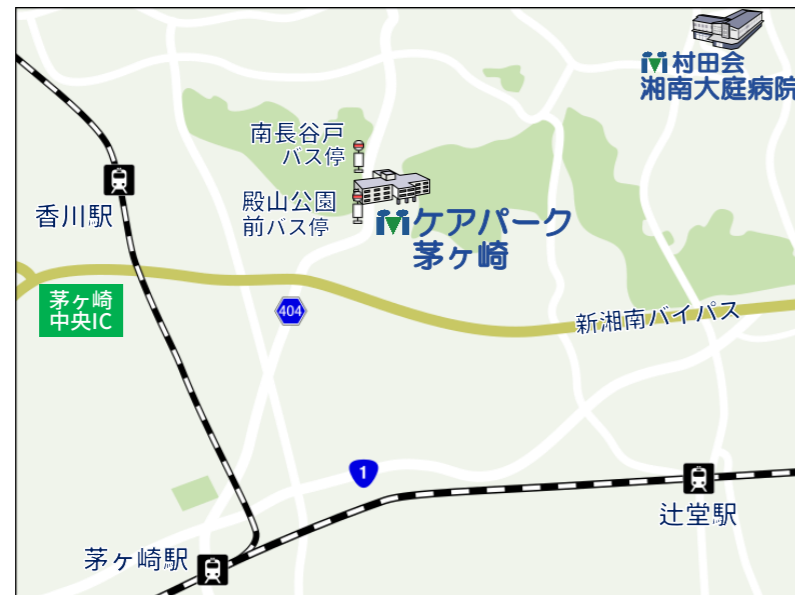 村田会
湘南大庭病院
南長谷戸
バス停
殿山公園
前バス停
香川駅
ケアパーク
茅ヶ崎
茅ヶ崎
中央IC
404
新湘南バイパス
1
辻堂駅
茅ヶ崎駅